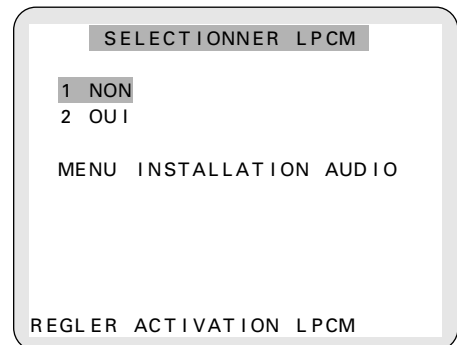 SELECTIONNER LPCM
1 NON
2 OUI
MENU INSTALLATION AUDIO
REGLER ACTIVATION LPCM